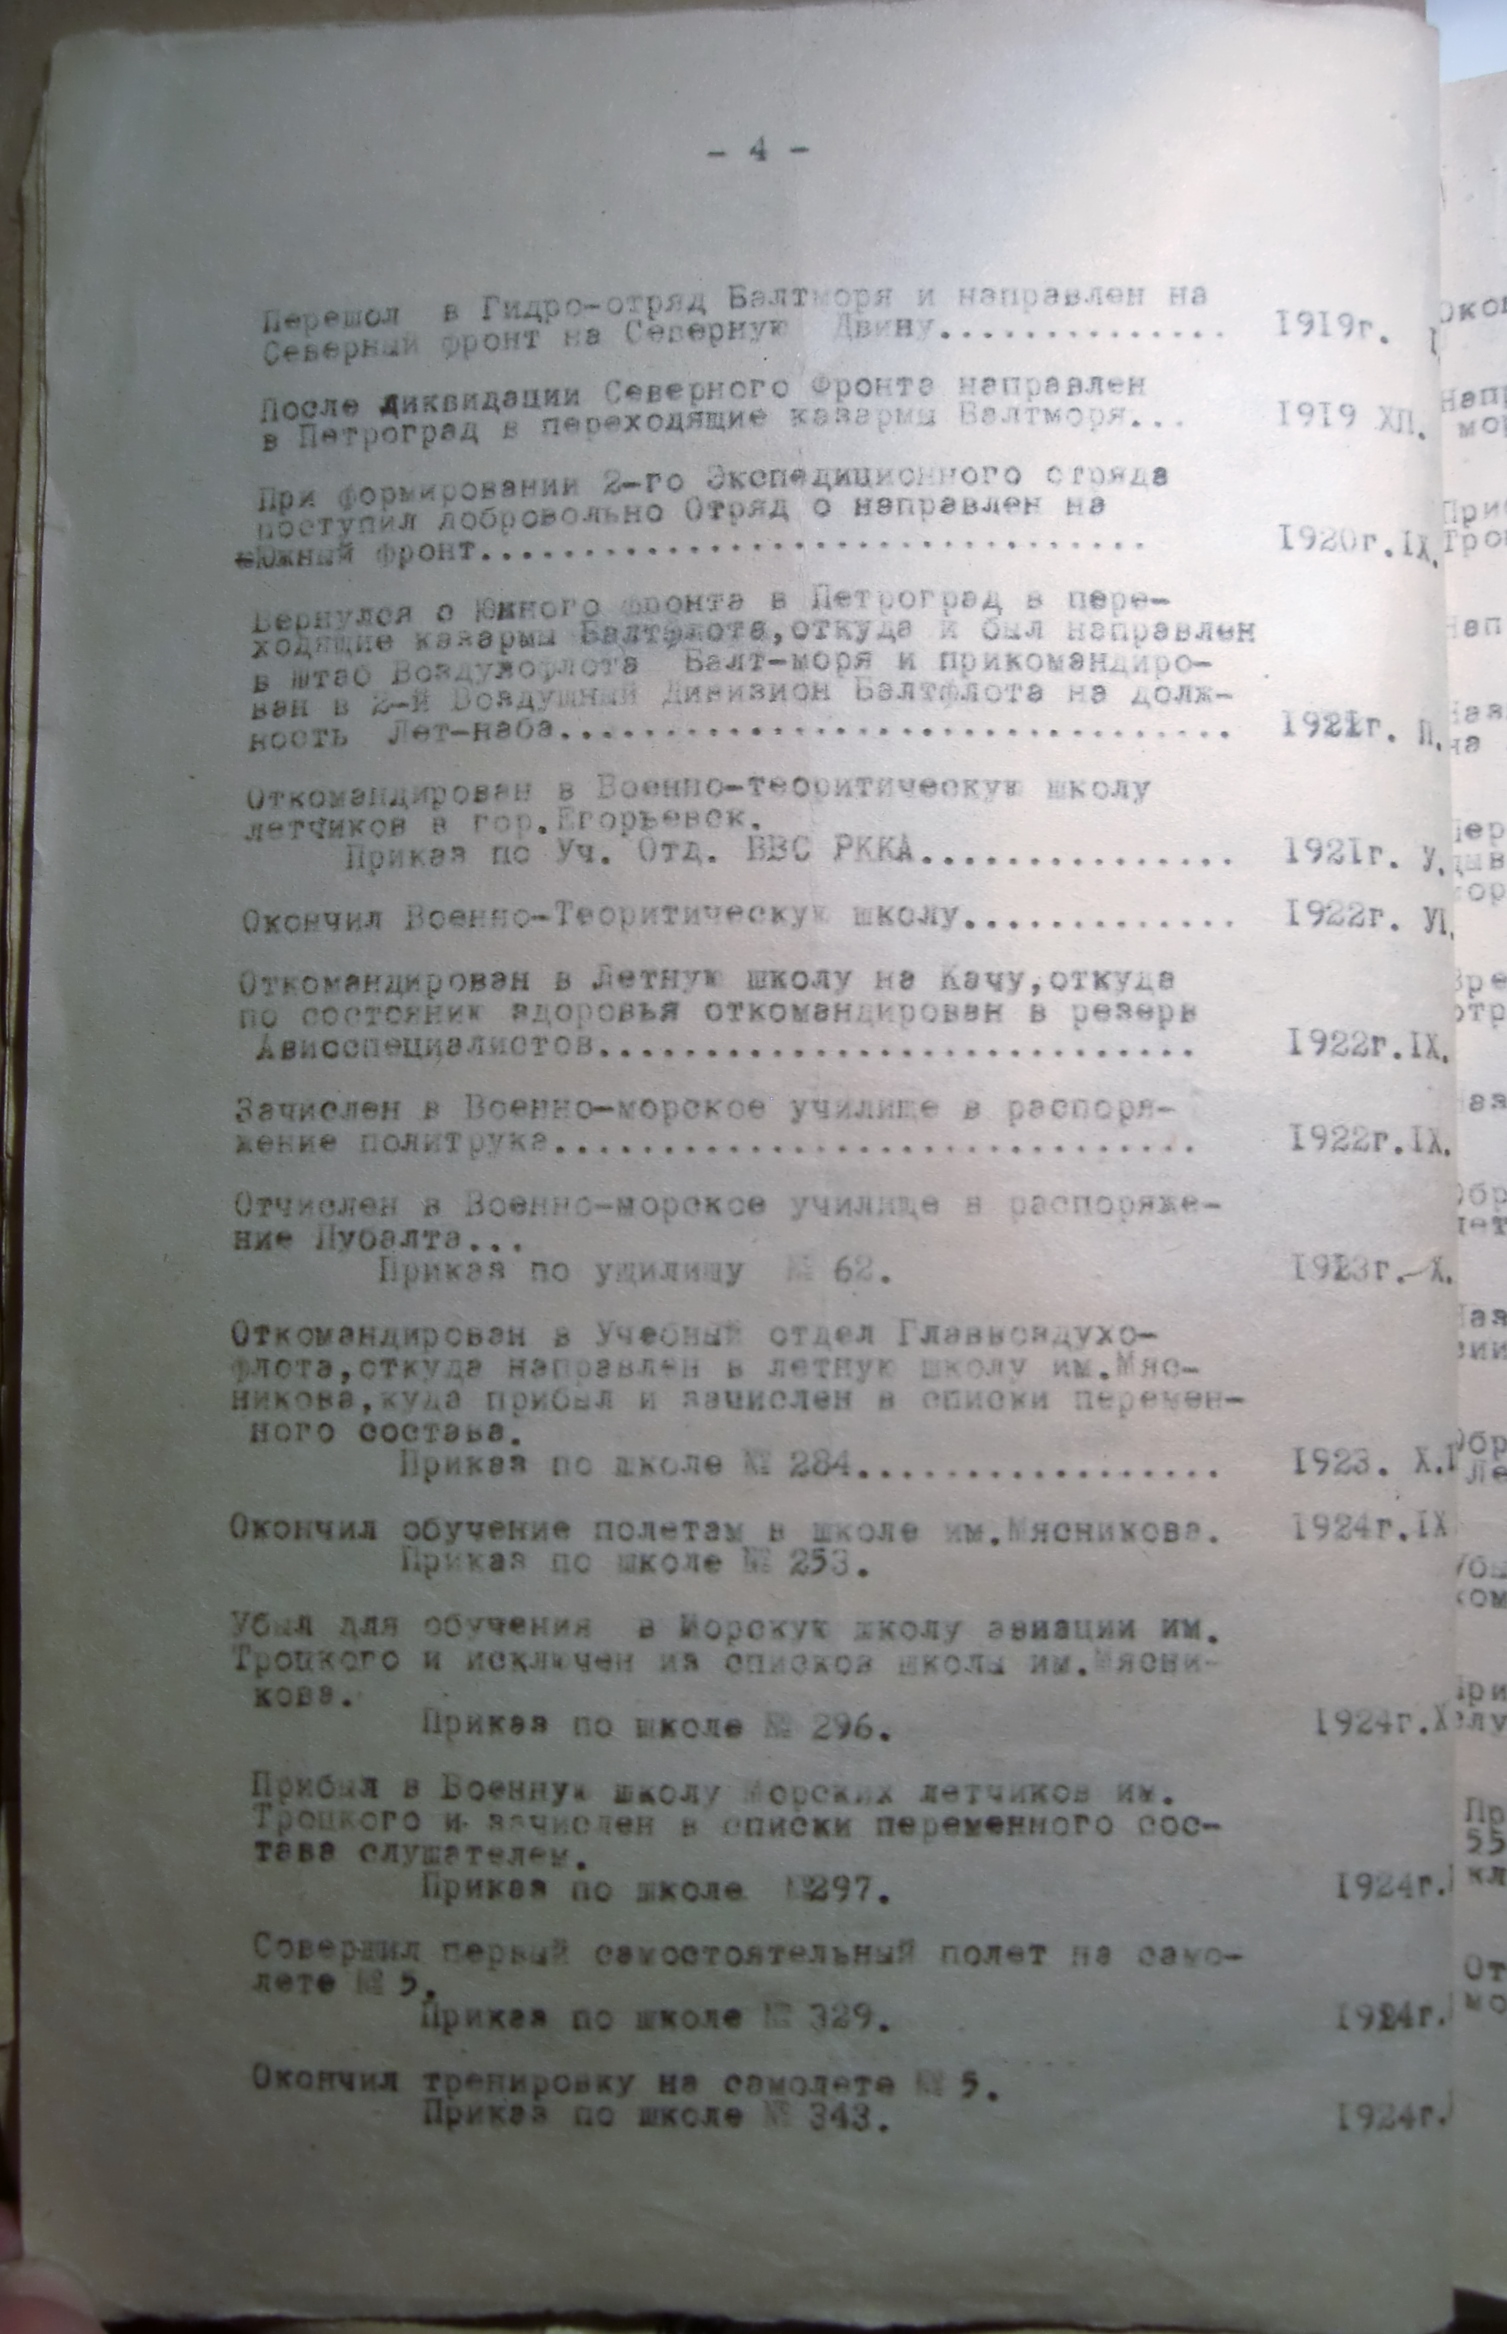 - 4 -
Перешол в Гидро-отряд Балтморя и направлен на
Северный фронт на Северную Двину.............. 1919г. I
После ликвидации Северного Фронта направлен
в Петроград в переходящие казармы Балтморя... 1919 ХП.
При формировании 2-го Экспедиционного отряда
поступил добровольно Отряд о направлен на
Южный фронт............................... 1920г.IX.
Вернулся с Южного фронта в Петроград в пере-
ходящие казармы Балтфлота,откуда и был направлен
в штаб Воздухофлота Балт-моря и прикомандиро-
ван в 2-й Воздушный Дивизион Балтфлота на долж-
ность Лет-наба............................... 1921г. П.
Откомандирован в Военно-теоритическую школу
летчиков в гор.Егорьевск.
Приказ по Уч. Отд. ВВС РККА............... 1921г. У.
Окончил Военно-Теоритическую школу............. 1922г. УI.
Откомандирован в Летную школу на Качу,откуда
по состоянию здоровья откомандирован в резерв
Авиоспециалистов............................ 1922г.IX.
Зачислен в Военно-морское училище в распоря-
жение политрука.............................. 1922г.IX.
Отчислен в Военно-морское училище в распоряже-
ние Пубалта...
Приказ по ущилищу № 62. 1923г.-X.
Откомандирован в Учебный отдел Главвоздухо-
флота,откуда направлен в летную школу им.Мяс-
никова,куда прибыл и зачислен в списки перемен-
ного состава.
Приказ по школе № 284................. 1923. X.I
Окончил обучение полетам в школе им.Мясникова. 1924г.IX
Приказ по школе № 253.
Убыл для обучения в Морскую школу авиации им.
Троцкого и исключен из списков школы им.Мясни-
кова.
Приказ по школе № 296. 1924г.X
Прибыл в Военную школу Морских летчиков им.
Троцкого и зачислен в списки переменного сос-
тава слушателем.
Приказ по школе №297. 1924г.
Совершил первый самостоятельный полет на само-
лете № 5.
Приказ по школе № 329. 1924г.
Окончил тренировку на самолете № 5.
Приказ по школе № 343. 1924г.